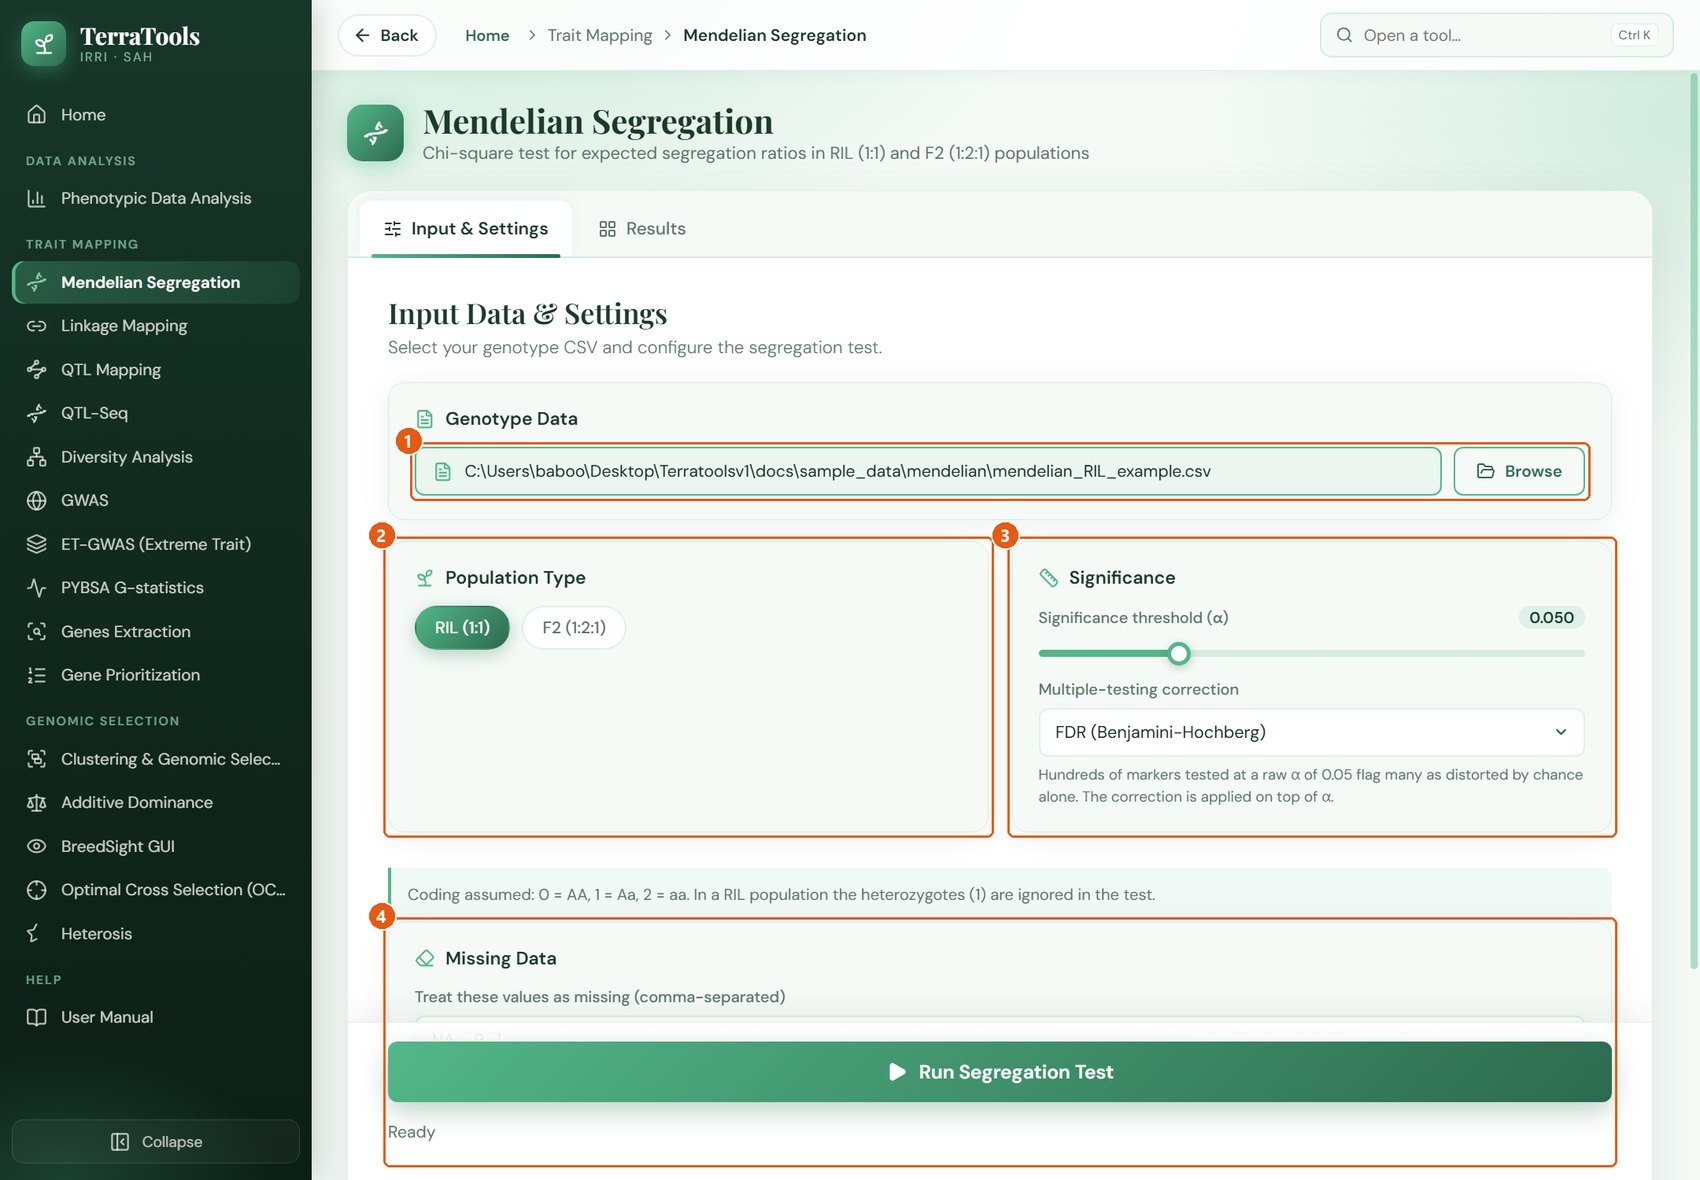 TerraTools
IRRI · SAH
Home
DATA ANALYSIS
Phenotypic Data Analysis
TRAIT MAPPING
Mendelian Segregation
Linkage Mapping
QTL Mapping
QTL-Seq
Diversity Analysis
GWAS
ET-GWAS (Extreme Trait)
PYBSA G-statistics
Genes Extraction
Gene Prioritization
GENOMIC SELECTION
Clustering & Genomic Selec...
Additive Dominance
BreedSight GUI
Optimal Cross Selection (OC...
Heterosis
HELP
User Manual
Collapse
Back
Home > Trait Mapping > Mendelian Segregation
Open a tool...
Ctrl K
Mendelian Segregation
Chi-square test for expected segregation ratios in RIL (1:1) and F2 (1:2:1) populations
Input & Settings
Results
Input Data & Settings
Select your genotype CSV and configure the segregation test.
Genotype Data
1
C:\Users\baboo\Desktop\Terratoolsv1\docs\sample_data\mendelian\mendelian_RIL_example.csv
Browse
2
Population Type
RIL (1:1)
F2 (1:2:1)
3
Significance
Significance threshold (α)
0.050
Multiple-testing correction
FDR (Benjamini-Hochberg)
Hundreds of markers tested at a raw α of 0.05 flag many as distorted by chance
alone. The correction is applied on top of α.
Coding assumed: 0 = AA, 1 = Aa, 2 = aa. In a RIL population the heterozygotes (1) are ignored in the test.
4
Missing Data
Treat these values as missing (comma-separated)
Run Segregation Test
Ready